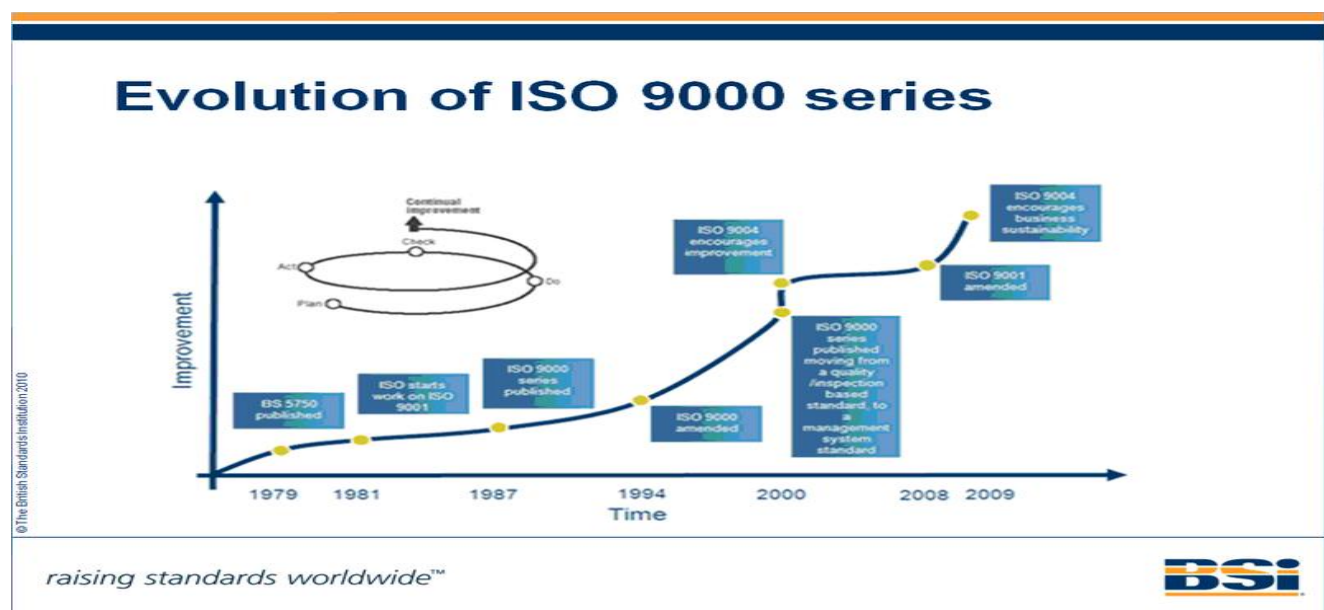 Evolution of ISO 9000 series
Continual
improvement
Check
Act
Do
Plan
Improvement
BS 5750
published
ISO starts
work on ISO
9001
ISO 9000
series
published
ISO 9000
amended
ISO 9004
encourages
improvement
ISO 9000
series
published
moving from
a quality
/inspection
based
standard, to
a
management
system
standard
ISO 9001
amended
ISO 9004
encourages
business
sustainability
1979
1981
1987
1994
2000
2008
2009
Time
©The British Standards Institution 2010
raising standards worldwide™
BSi